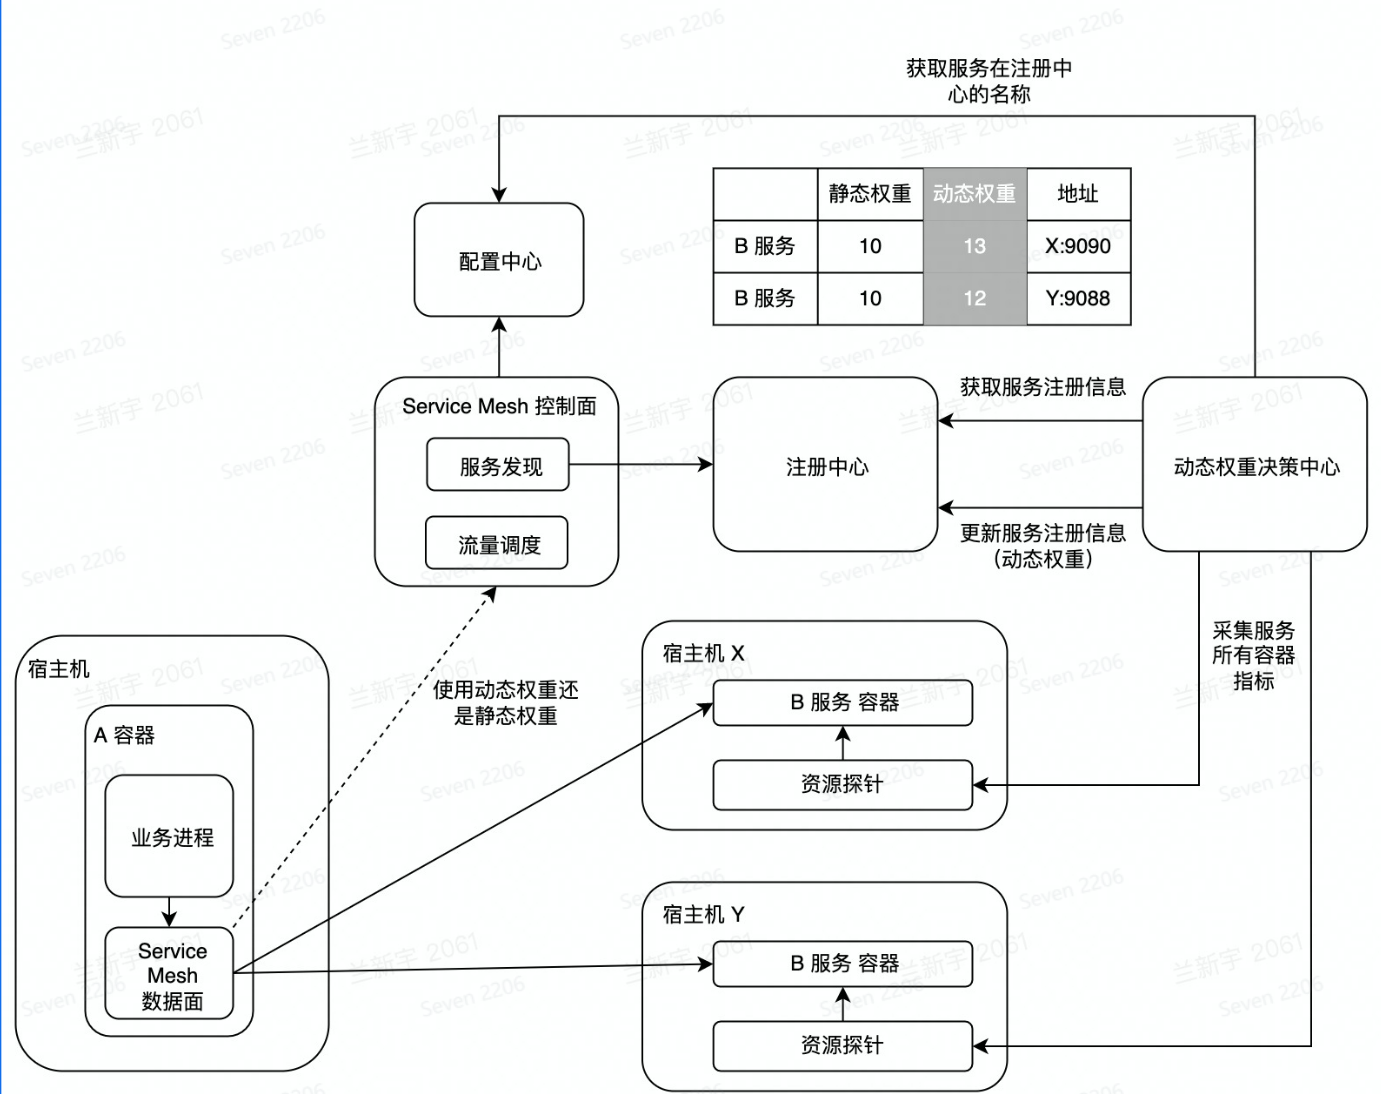 获取服务在注册中
心的名称
静态权重 动态权重 地址
B 服务 10 13 X:9090
B 服务 10 12 Y:9088
配置中心
Service Mesh 控制面
服务发现
流量调度
注册中心
获取服务注册信息
更新服务注册信息
（动态权重）
动态权重决策中心
采集服务
所有容器
指标
使用动态权重还
是静态权重
宿主机
A 容器
业务进程
Service
Mesh
数据面
宿主机 X
B 服务 容器
资源探针
宿主机 Y
B 服务 容器
资源探针
Seven 2206
兰新宇 2061